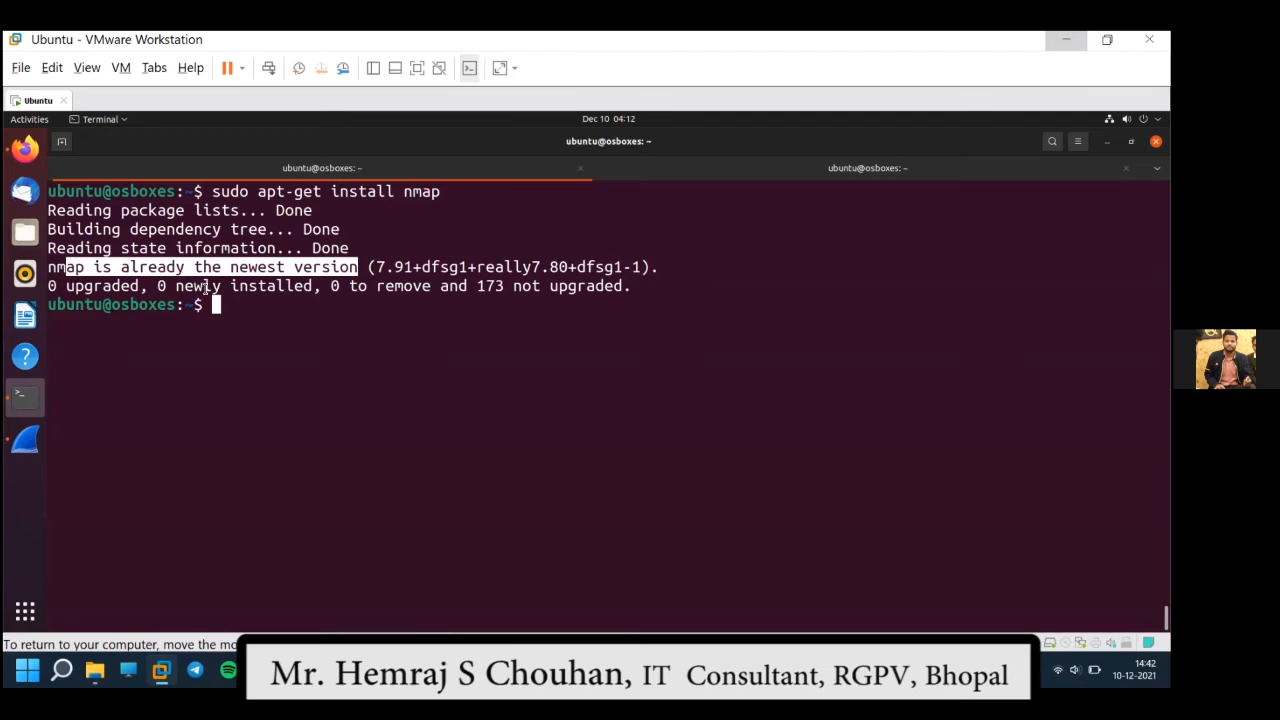 Ubuntu - VMware Workstation
File Edit View VM Tabs Help
Ubuntu
Activities Terminal Dec 10 04:12
ubuntu@osboxes: ~
ubuntu@osboxes: ~ ubuntu@osboxes: ~
ubuntu@osboxes:~$ sudo apt-get install nmap
Reading package lists... Done
Building dependency tree... Done
Reading state information... Done
nmap is already the newest version (7.91+dfsg1+really7.80+dfsg1-1).
0 upgraded, 0 newly installed, 0 to remove and 173 not upgraded.
ubuntu@osboxes:~$
To return to your computer, move the mo
Mr. Hemraj S Chouhan, IT Consultant, RGPV, Bhopal
14:42
10-12-2021